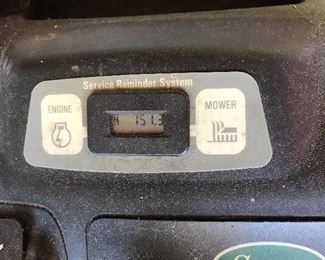 Service Reminder System
ENGINE
151.3
MOWER